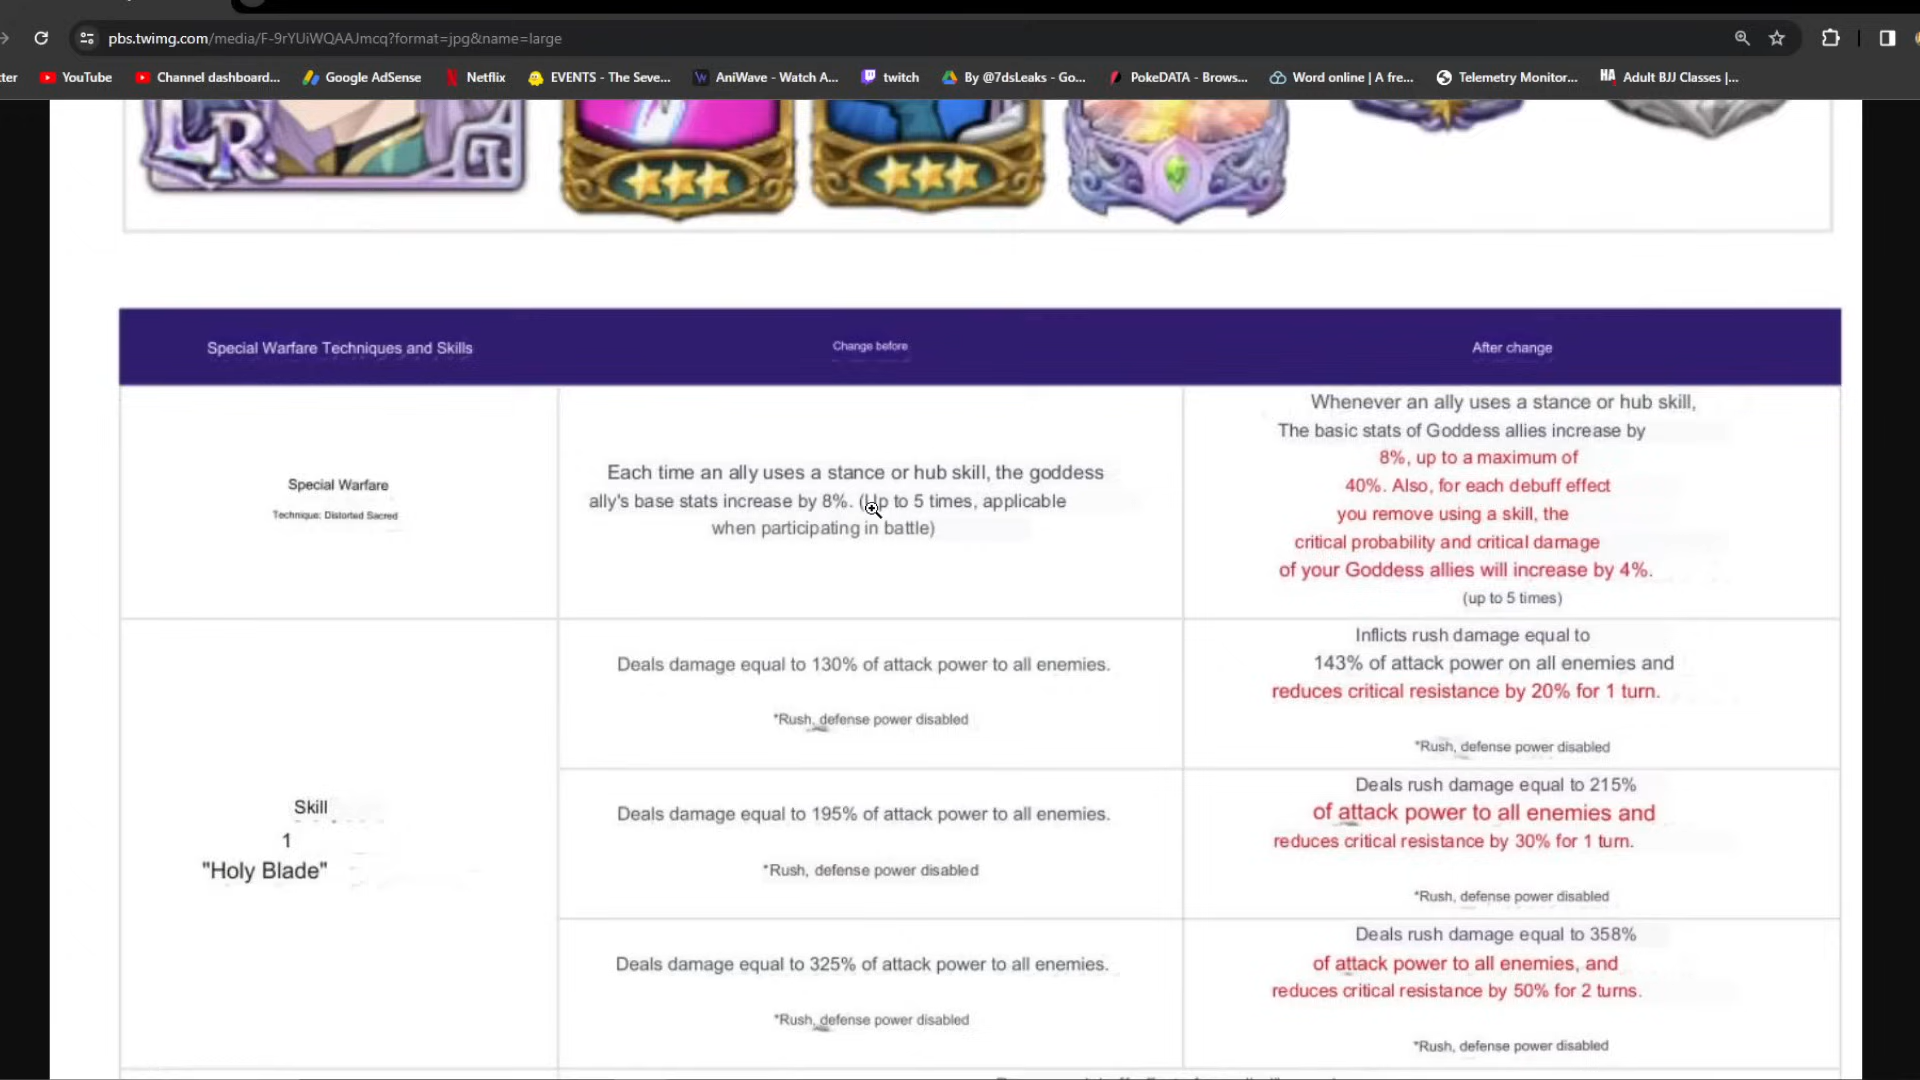 pbs.twimg.com/media/F-9rYUiWQAAJmcq?format=jpg&name=large
tter
YouTube
Channel dashboard...
Google AdSense
Netflix
EVENTS - The Seve...
AniWave - Watch A...
twitch
By @7dsLeaks - Go...
PokeDATA - Brows...
Word online | A fre...
Telemetry Monitor...
HA
Adult BJJ Classes |...
LR
Special Warfare Techniques and Skills
Change before
After change
Special Warfare
Technique: Distorted Sacred
Each time an ally uses a stance or hub skill, the goddess
ally's base stats increase by 8%. (Up to 5 times, applicable
when participating in battle)
Whenever an ally uses a stance or hub skill,
The basic stats of Goddess allies increase by
8%, up to a maximum of
40%. Also, for each debuff effect
you remove using a skill, the
critical probability and critical damage
of your Goddess allies will increase by 4%.
(up to 5 times)
Skill
1
"Holy Blade"
Deals damage equal to 130% of attack power to all enemies.
*Rush, defense power disabled
Inflicts rush damage equal to
143% of attack power on all enemies and
reduces critical resistance by 20% for 1 turn.
*Rush, defense power disabled
Deals damage equal to 195% of attack power to all enemies.
*Rush, defense power disabled
Deals rush damage equal to 215%
of attack power to all enemies and
reduces critical resistance by 30% for 1 turn.
*Rush, defense power disabled
Deals damage equal to 325% of attack power to all enemies.
*Rush, defense power disabled
Deals rush damage equal to 358%
of attack power to all enemies, and
reduces critical resistance by 50% for 2 turns.
*Rush, defense power disabled